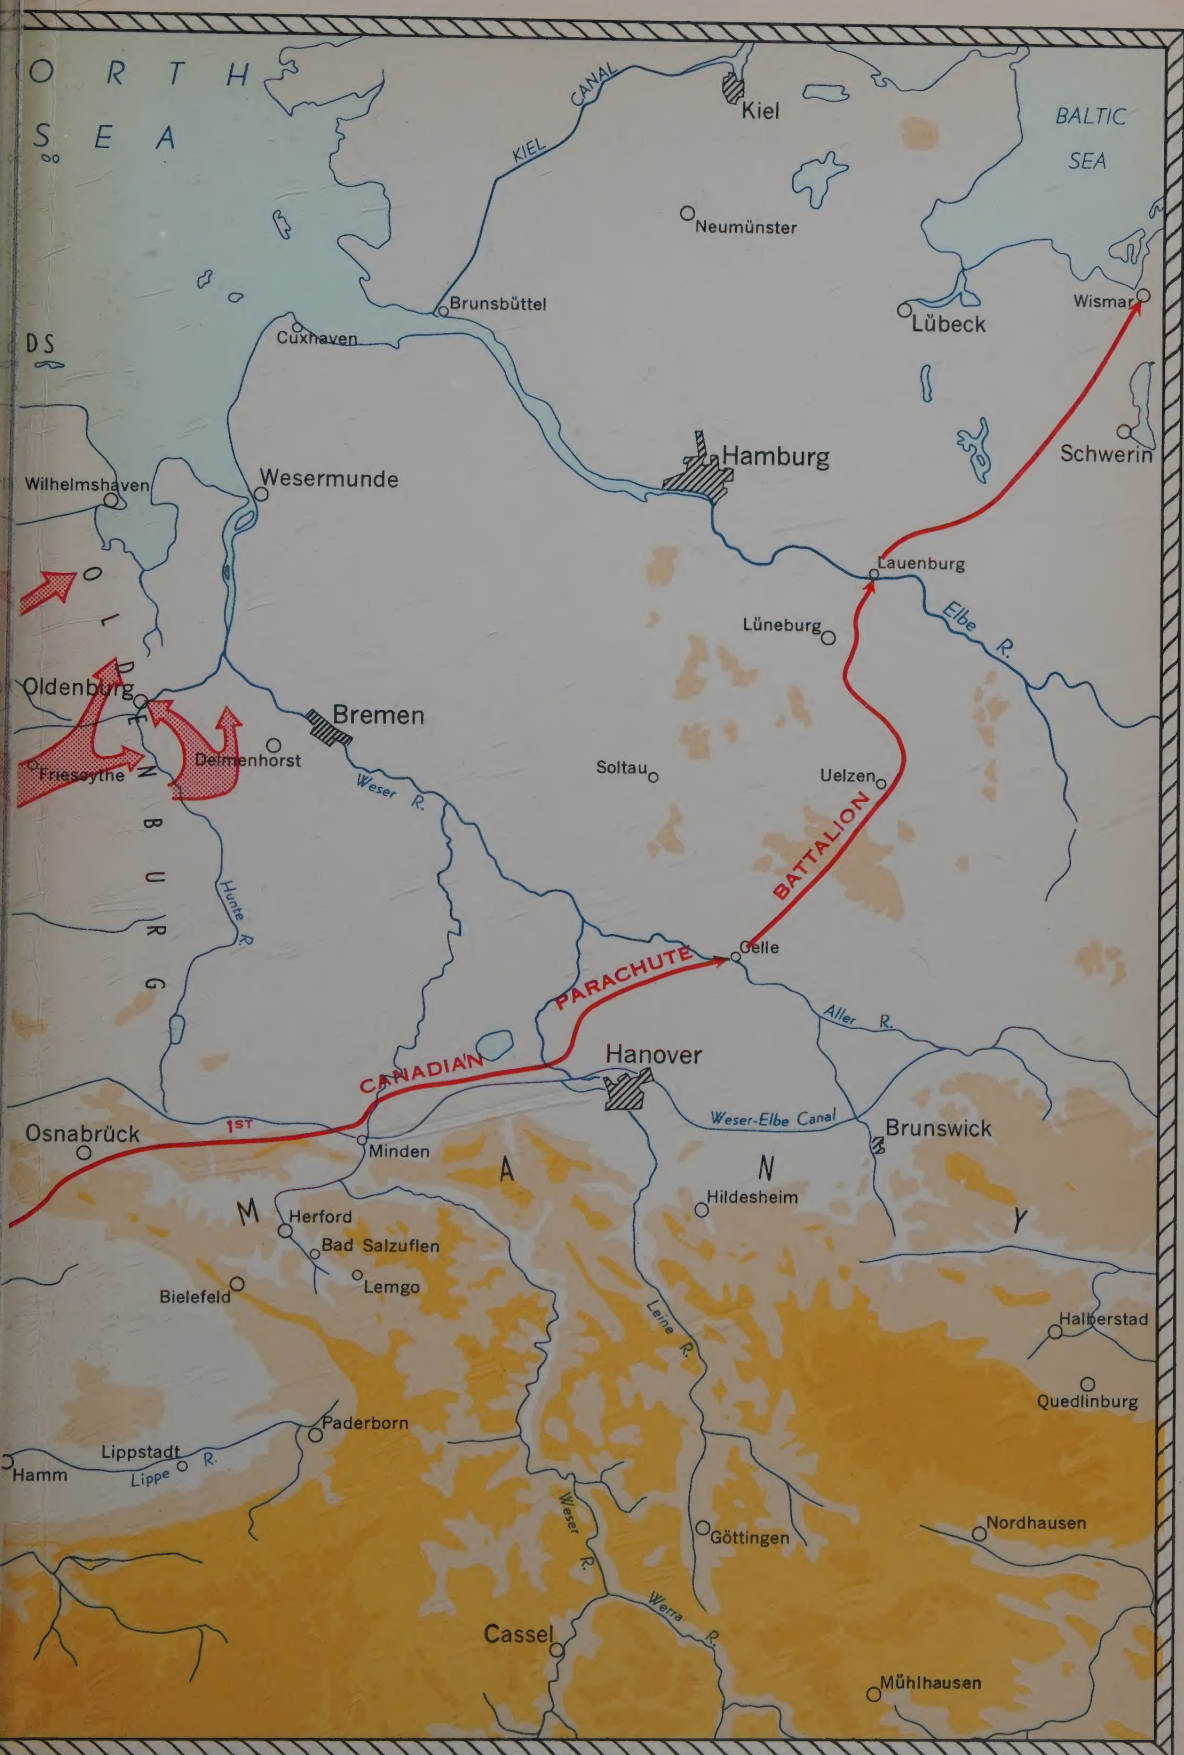 ORTH
SEA
KIEL CANAL
Kiel
BALTIC
SEA
Neumünster
Brunsbüttel
Wismar
Lübeck
Cuxhaven
DS
Hamburg
Schwerin
Wilhelmshaven
Wesermunde
Lauenburg
Elbe R.
Lüneburg
OLDENBURG
Oldenburg
Bremen
Delmenhorst
Friesoythe
Weser R.
Soltau
Uelzen
Hunte R.
1ST CANADIAN PARACHUTE BATTALION
Celle
Aller R.
Hanover
Weser-Elbe Canal
Osnabrück
Minden
Brunswick
M A N Y
Hildesheim
Herford
Bad Salzuflen
Lemgo
Bielefeld
Leine R.
Halberstad
Quedlinburg
Paderborn
Lippstadt
Lippe R.
Hamm
Weser R.
Göttingen
Nordhausen
Werra R.
Cassel
Mühlhausen